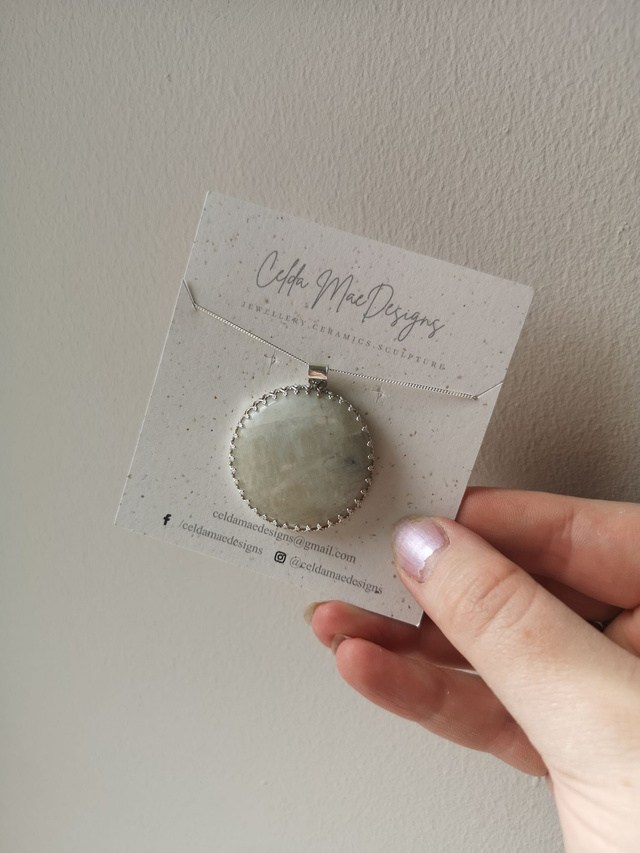 Celda MaeDesigns
JEWELLERY.CERAMICS.SCULPTURE
celdamaedesigns@gmail.com
/celdamaedesigns @celdamaedesigns